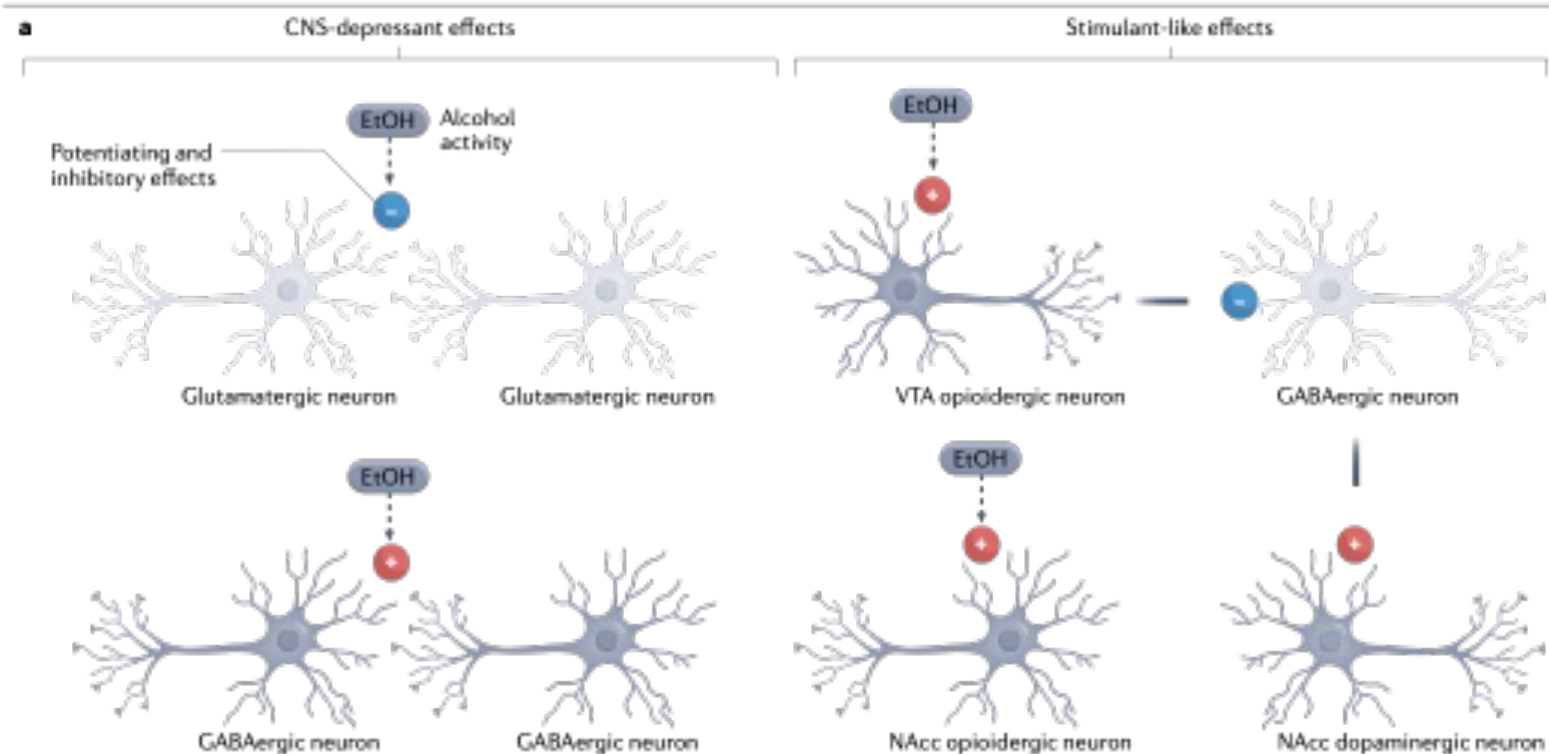 a
CNS-depressant effects
Stimulant-like effects
EtOH
Alcohol
activity
Potentiating and
inhibitory effects
-
EtOH
+
-
Glutamatergic neuron
Glutamatergic neuron
VTA opioidergic neuron
GABAergic neuron
EtOH
+
EtOH
+
+
GABAergic neuron
GABAergic neuron
NAcc opioidergic neuron
NAcc dopaminergic neuron